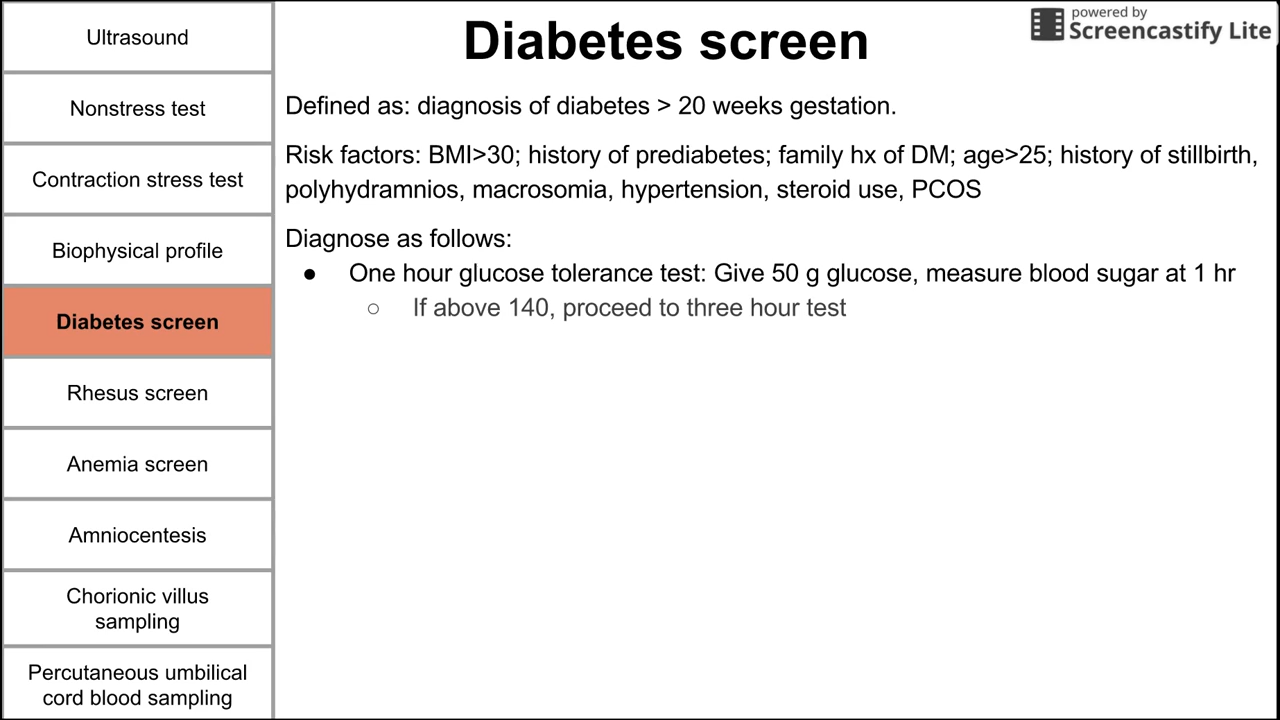 Ultrasound
Nonstress test
Contraction stress test
Biophysical profile
Diabetes screen
Rhesus screen
Anemia screen
Amniocentesis
Chorionic villus
sampling
Percutaneous umbilical
cord blood sampling
Diabetes screen
powered by
Screencastify Lite
Defined as: diagnosis of diabetes > 20 weeks gestation.
Risk factors: BMI>30; history of prediabetes; family hx of DM; age>25; history of stillbirth,
polyhydramnios, macrosomia, hypertension, steroid use, PCOS
Diagnose as follows:
● One hour glucose tolerance test: Give 50 g glucose, measure blood sugar at 1 hr
○ If above 140, proceed to three hour test